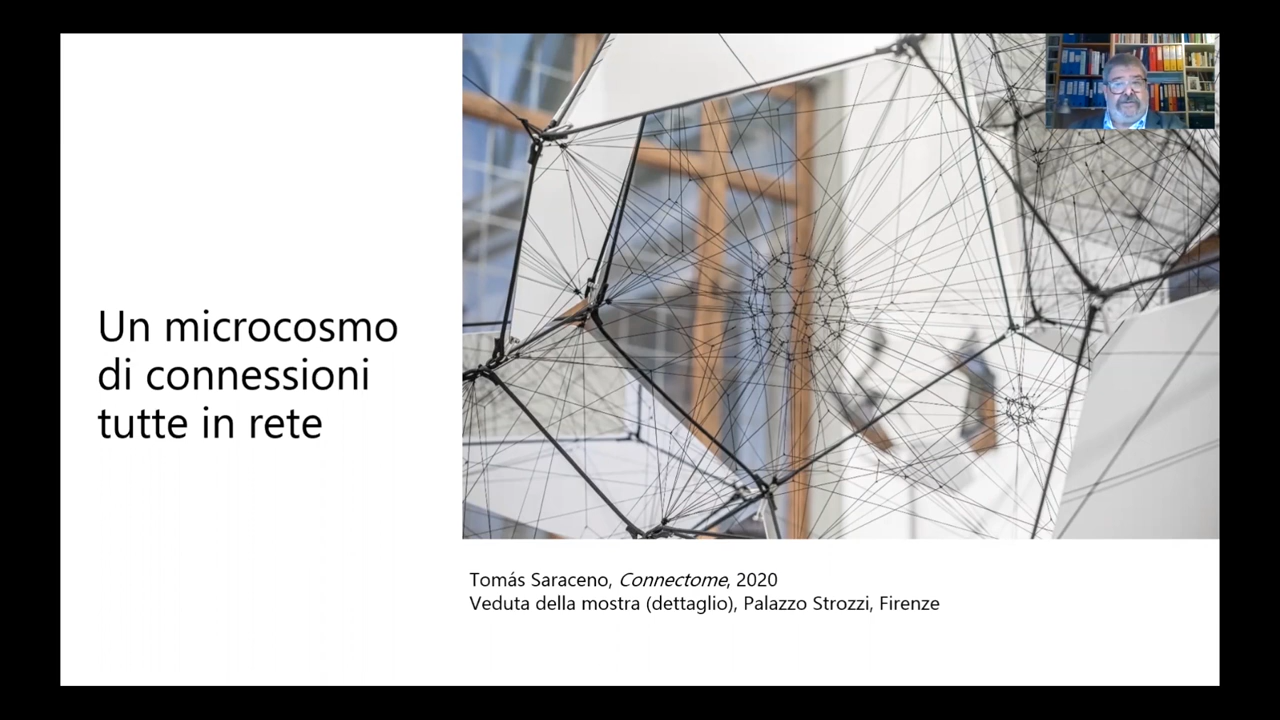 Un microcosmo
di connessioni
tutte in rete
Tomás Saraceno, Connectome, 2020
Veduta della mostra (dettaglio), Palazzo Strozzi, Firenze